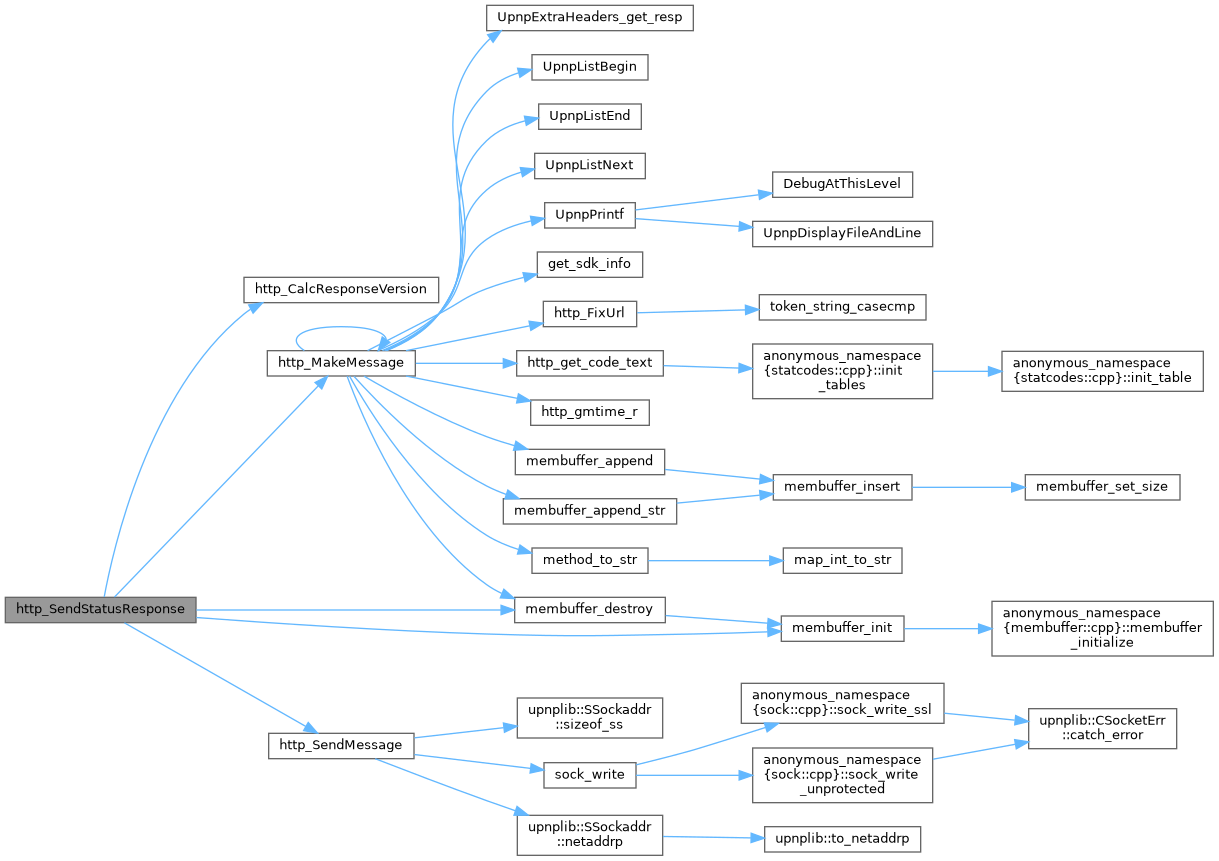 UpnpExtraHeaders_get_resp
UpnpListBegin
UpnpListEnd
UpnpListNext
DebugAtThisLevel
UpnpPrintf
UpnpDisplayFileAndLine
get_sdk_info
http_CalcResponseVersion
token_string_casecmp
http_FixUrl
http_MakeMessage
http_get_code_text
anonymous_namespace
{statcodes::cpp}::init
_tables
anonymous_namespace
{statcodes::cpp}::init_table
http_gmtime_r
membuffer_append
membuffer_insert
membuffer_set_size
membuffer_append_str
method_to_str
map_int_to_str
http_SendStatusResponse
membuffer_destroy
membuffer_init
anonymous_namespace
{membuffer::cpp}::membuffer
_initialize
upnplib::SSockaddr
::sizeof_ss
anonymous_namespace
{sock::cpp}::sock_write_ssl
upnplib::CSocketErr
::catch_error
http_SendMessage
sock_write
anonymous_namespace
{sock::cpp}::sock_write
_unprotected
upnplib::SSockaddr
::netaddrp
upnplib::to_netaddrp